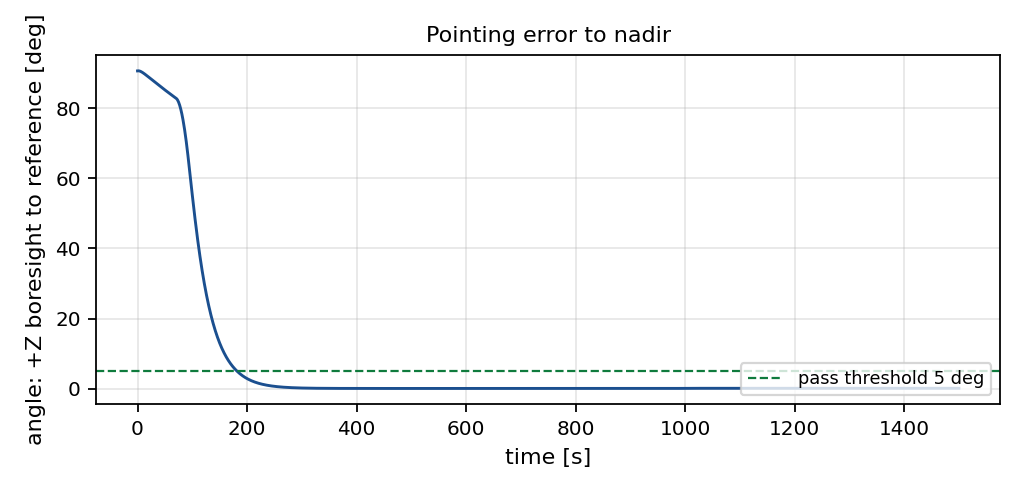 Pointing error to nadir
angle: +Z boresight to reference [deg]
80
60
40
20
0
pass threshold 5 deg
0 200 400 600 800 1000 1200 1400
time [s]